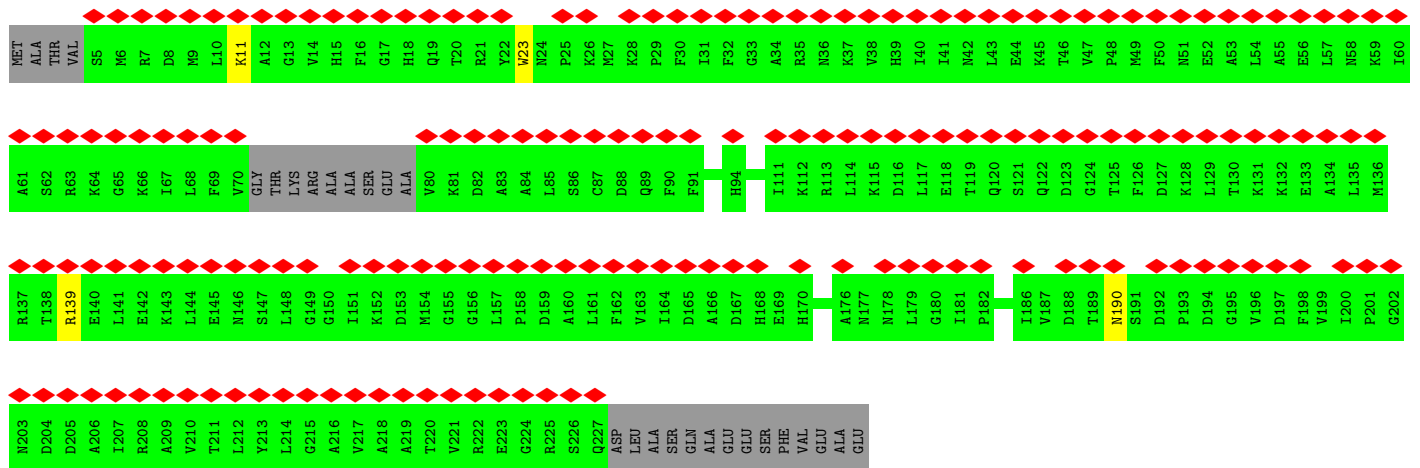 MET ALA THR VAL S5 M6 R7 D8 M9 L10 K11 A12 G13 V14 H15 F16 G17 H18 Q19 T20 R21 Y22 W23 N24 P25 K26 M27 K28 P29 F30 I31 F32 G33 A34 R35 N36 K37 V38 H39 I40 I41 N42 L43 E44 K45 T46 V47 P48 M49 F50 N51 E52 A53 L54 A55 E56 L57 N58 K59 I60
A61 S62 R63 K64 G65 K66 I67 L68 F69 V70 GLY THR LYS ARG ALA ALA SER GLU ALA V80 K81 D82 A83 A84 L85 S86 C87 D88 Q89 F90 F91 H94 I111 K112 R113 L114 K115 D116 L117 E118 T119 Q120 S121 Q122 D123 G124 T125 F126 D127 K128 L129 T130 K131 K132 E133 A134 L135 M136
R137 T138 R139 E140 L141 E142 K143 L144 E145 N146 S147 L148 G149 G150 I151 K152 D153 M154 G155 G156 L157 P158 D159 A160 L161 F162 V163 I164 D165 A166 D167 H168 E169 H170 A176 N177 N178 L179 G180 I181 P182 I186 V187 D188 T189 N190 S191 D192 P193 D194 G195 V196 D197 F198 V199 I200 P201 G202
N203 D204 D205 A206 I207 R208 A209 V210 T211 L212 Y213 L214 G215 A216 V217 A218 A219 T220 V221 R222 E223 G224 R225 S226 Q227 ASP LEU ALA SER GLN ALA GLU GLU SER PHE VAL GLU ALA GLU